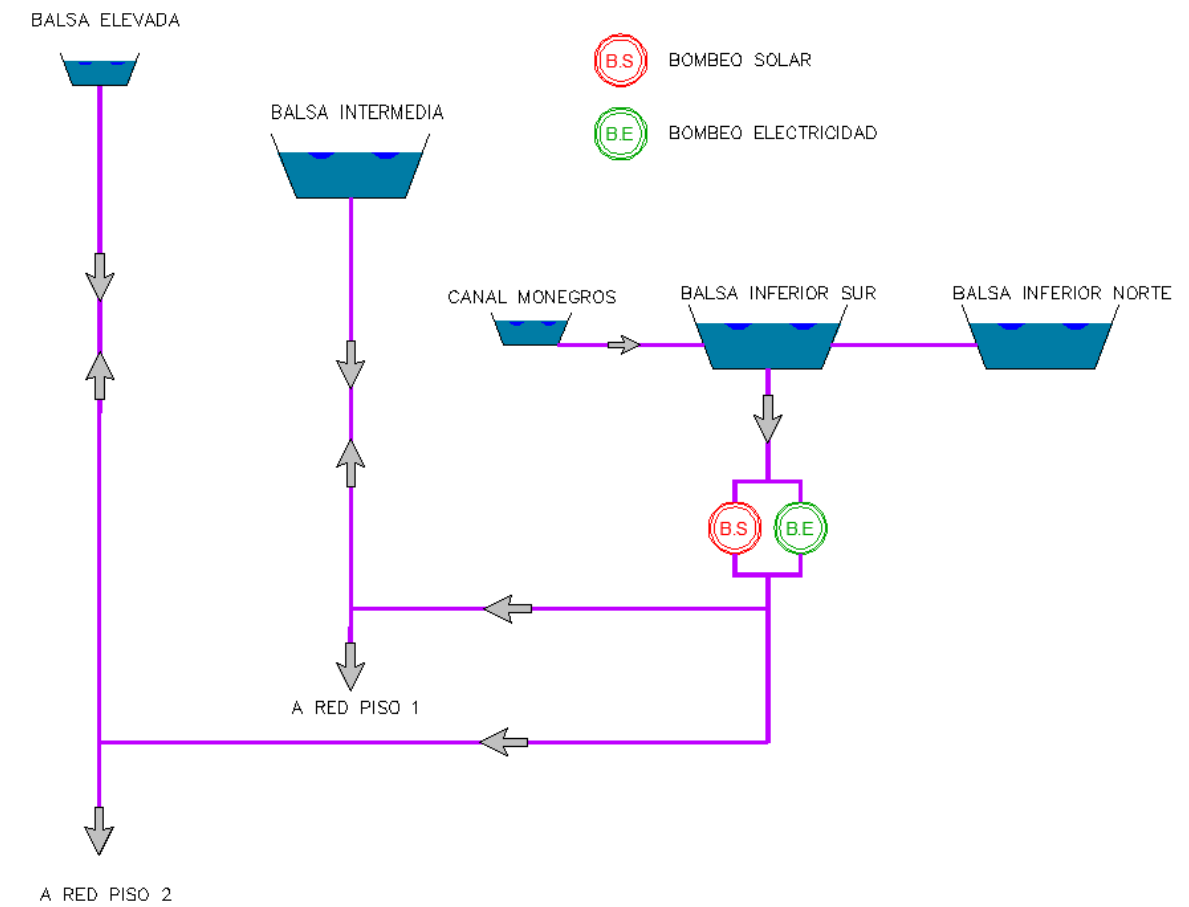 BALSA ELEVADA
B.S BOMBEO SOLAR
BALSA INTERMEDIA
B.E BOMBEO ELECTRICIDAD
CANAL MONEGROS
BALSA INFERIOR SUR
BALSA INFERIOR NORTE
B.S
B.E
A RED PISO 1
A RED PISO 2